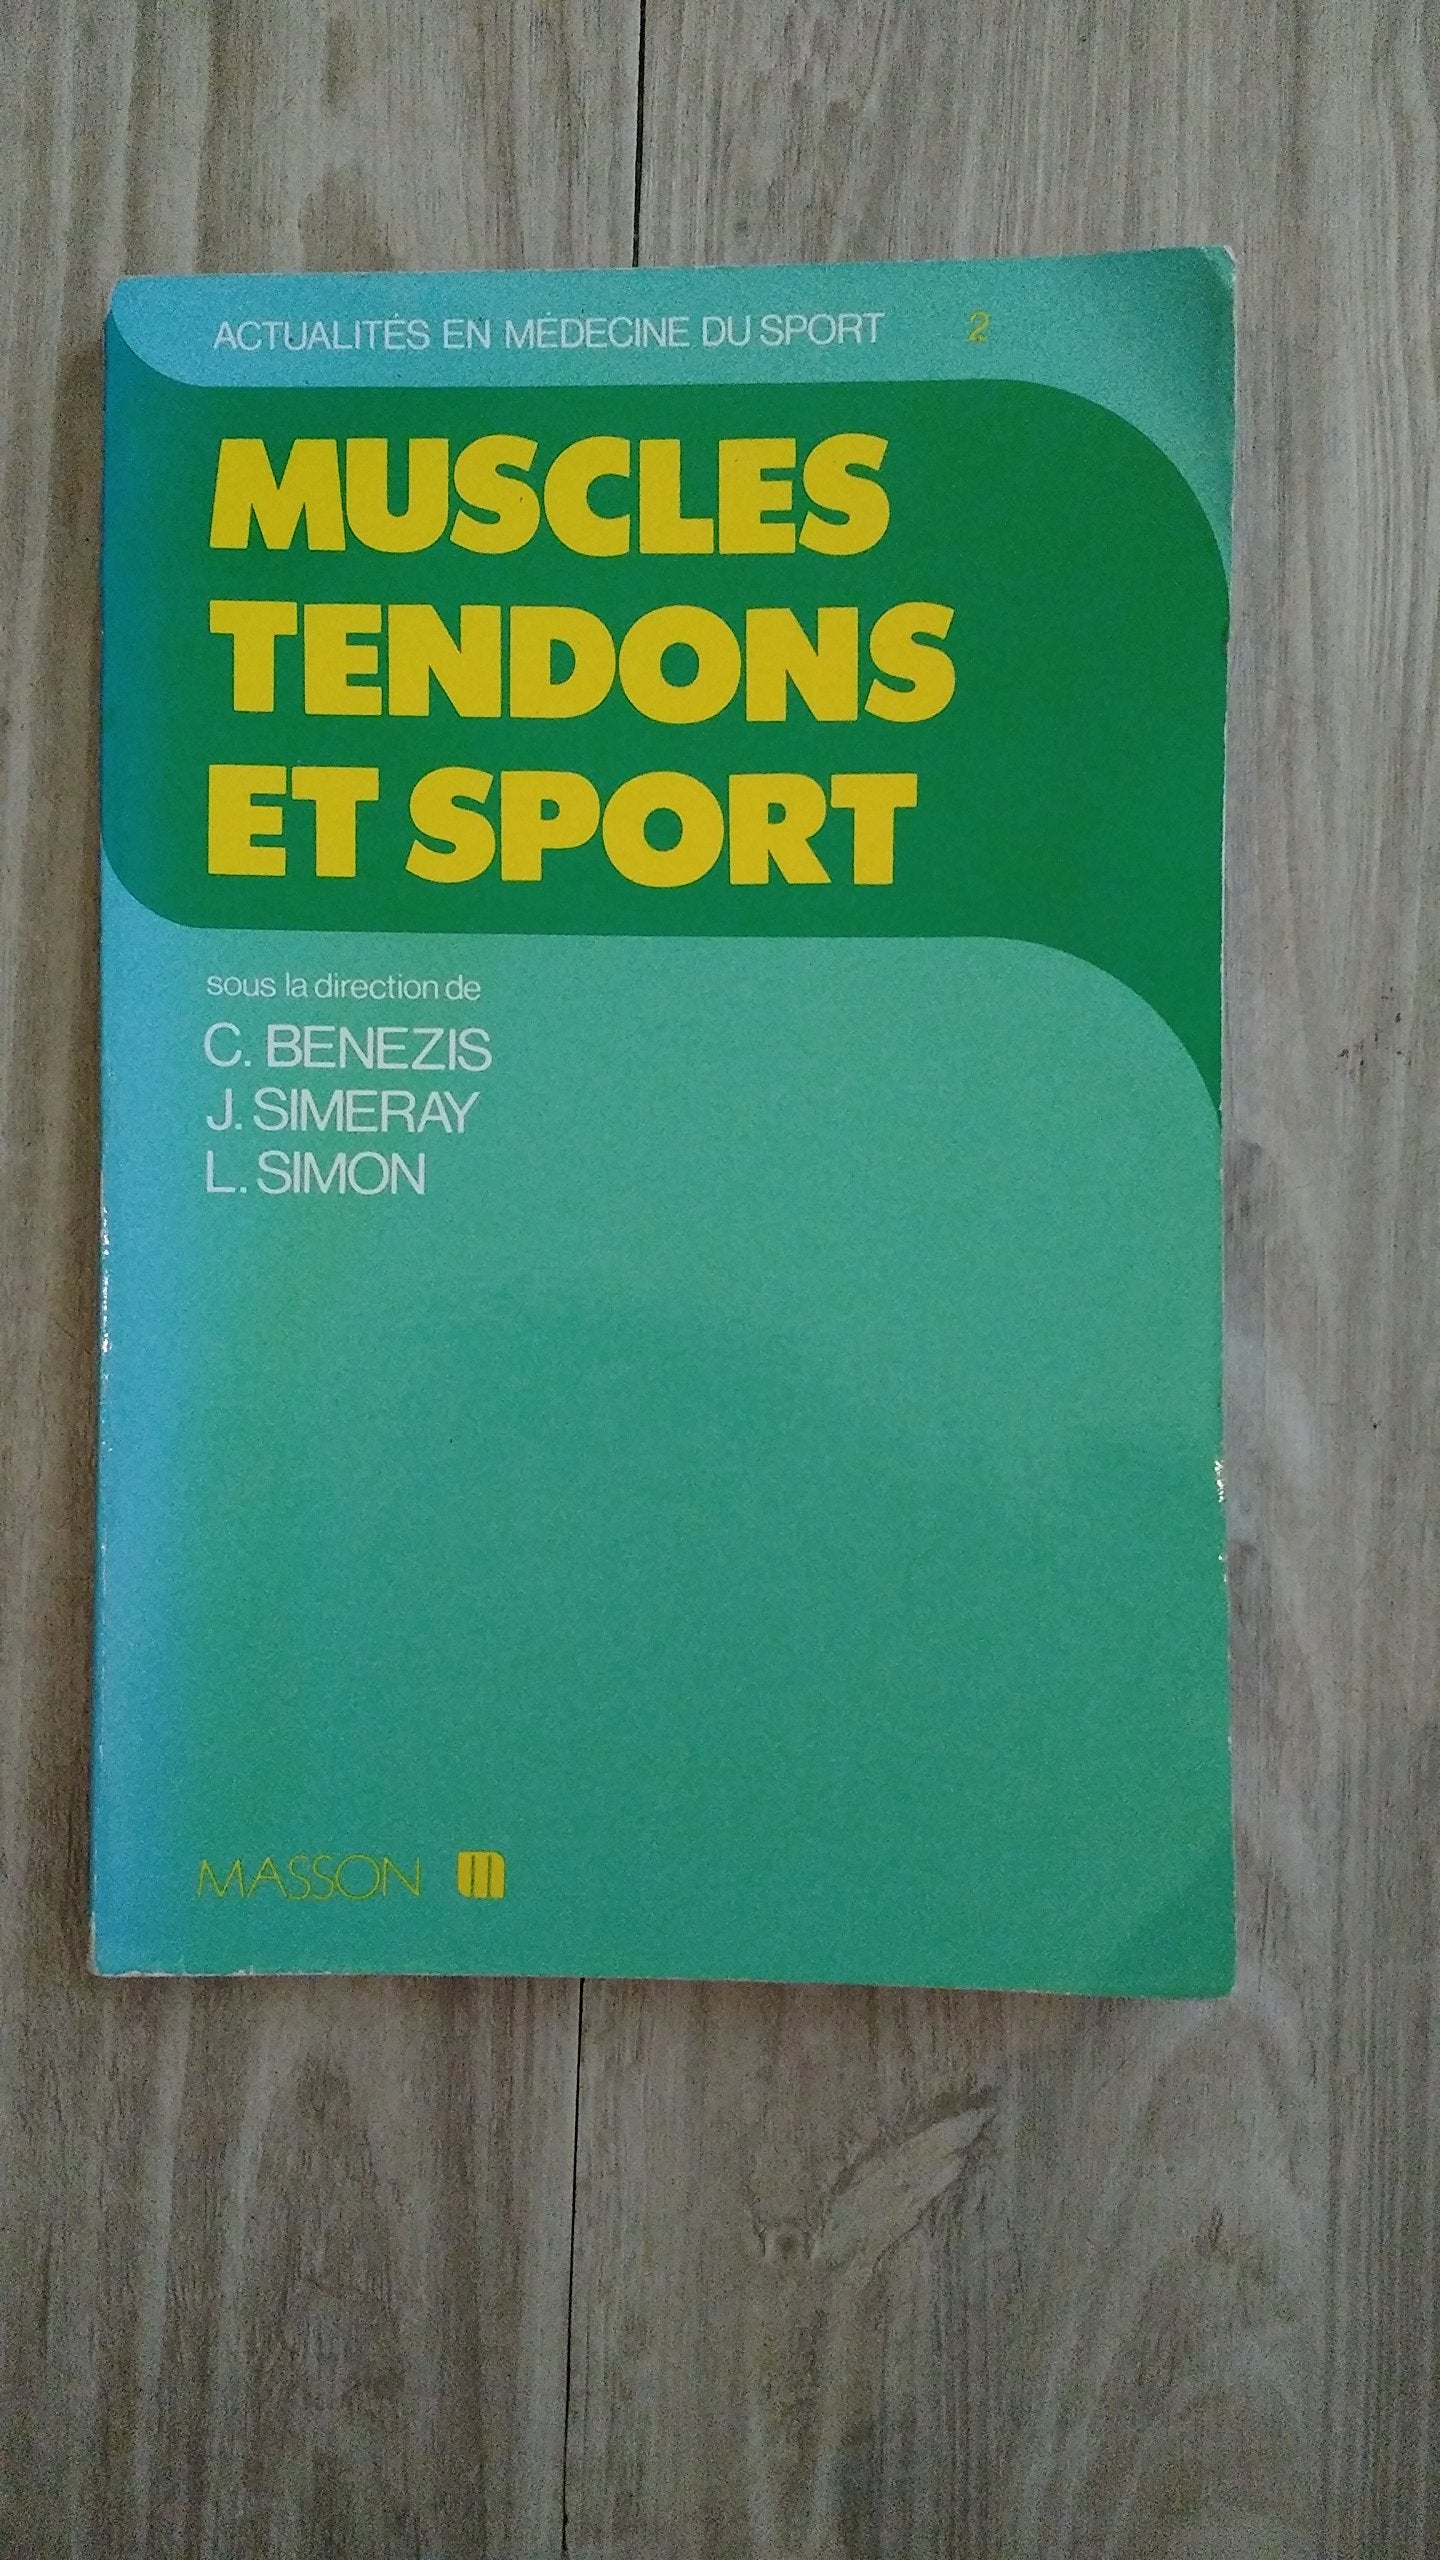 ACTUALITÉS EN MÉDECINE DU SPORT 2
MUSCLES
TENDONS
ET SPORT
sous la direction de
C. BENEZIS
J. SIMERAY
L. SIMON
MASSON m